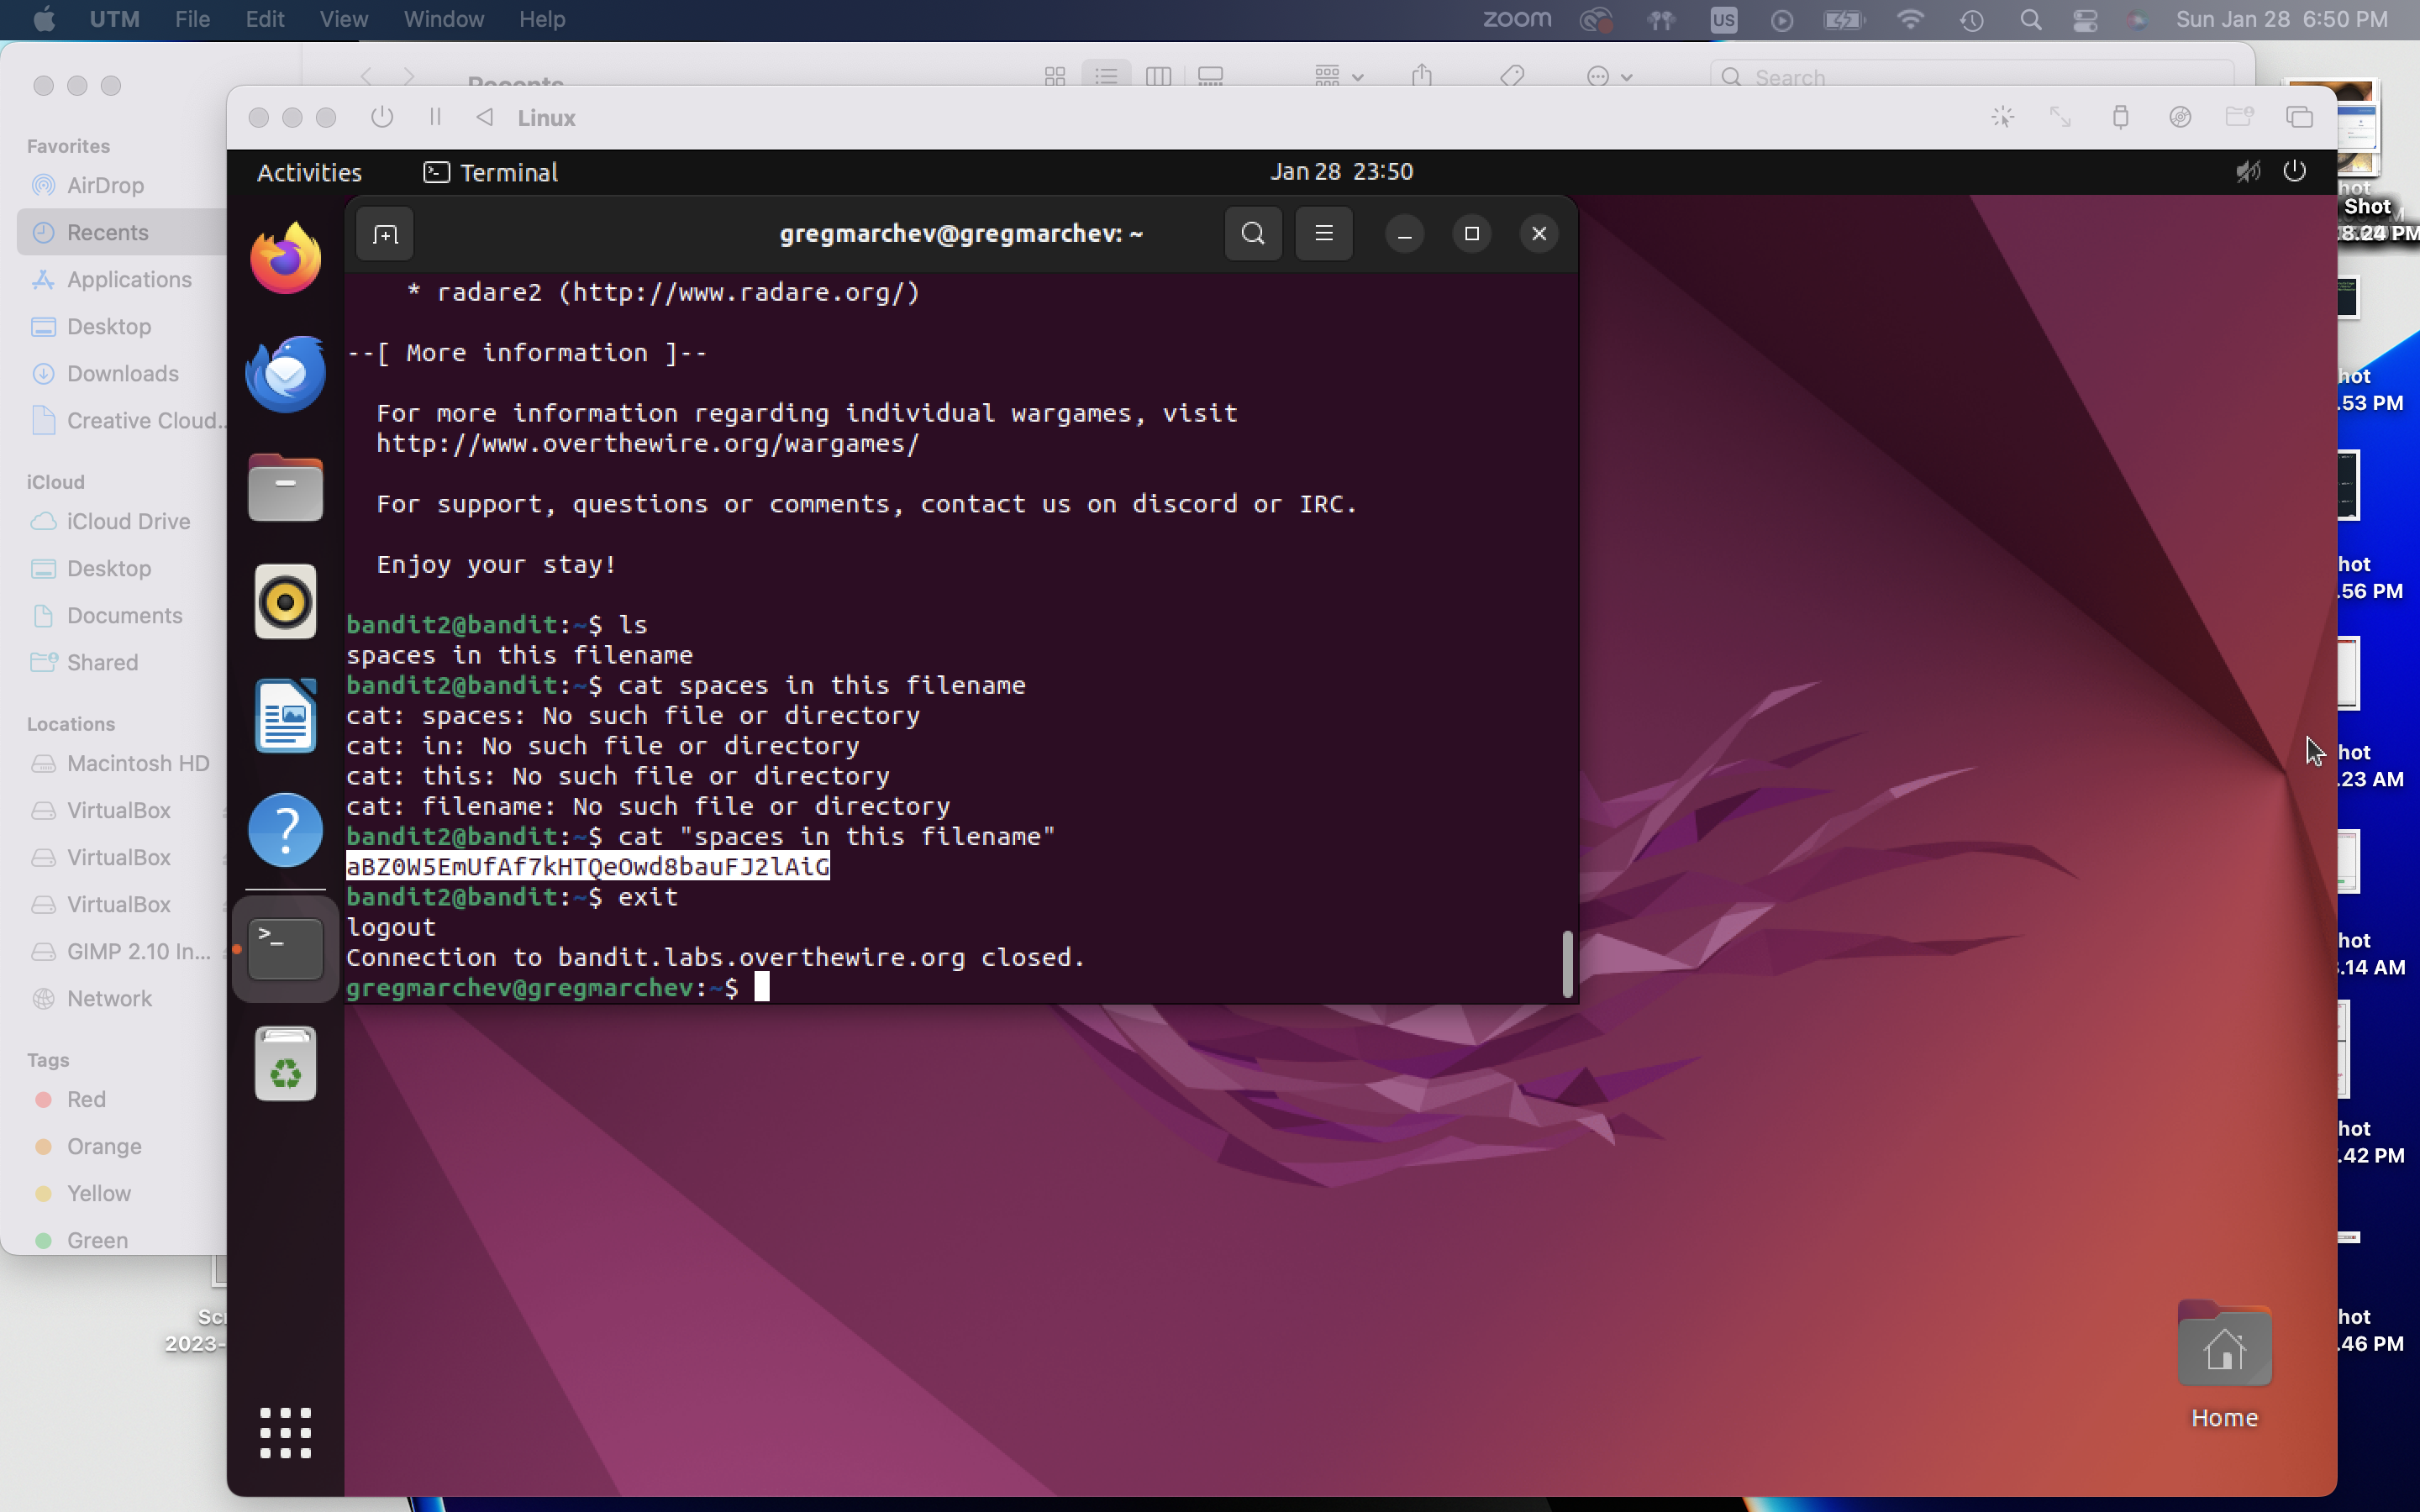 UTM File Edit View Window Help
zoom US Sun Jan 28 6:50 PM
Recents
Search
Favorites
AirDrop
Recents
Applications
Desktop
Downloads
Creative Cloud..
iCloud
iCloud Drive
Desktop
Documents
Shared
Locations
Macintosh HD
VirtualBox
VirtualBox
VirtualBox
GIMP 2.10 In...
Network
Tags
Red
Orange
Yellow
Green
Linux
Activities Terminal Jan 28 23:50
gregmarchev@gregmarchev: ~
* radare2 (http://www.radare.org/)
--[ More information ]--
For more information regarding individual wargames, visit
http://www.overthewire.org/wargames/
For support, questions or comments, contact us on discord or IRC.
Enjoy your stay!
bandit2@bandit:~$ ls
spaces in this filename
bandit2@bandit:~$ cat spaces in this filename
cat: spaces: No such file or directory
cat: in: No such file or directory
cat: this: No such file or directory
cat: filename: No such file or directory
bandit2@bandit:~$ cat "spaces in this filename"
aBZ0W5EmUfAf7kHTQeOwd8bauFJ2lAiG
bandit2@bandit:~$ exit
logout
Connection to bandit.labs.overthewire.org closed.
gregmarchev@gregmarchev:~$
Home
Shot
8.24 PM
hot
.53 PM
hot
.56 PM
hot
.23 AM
hot
.14 AM
hot
.42 PM
hot
.46 PM
2023-